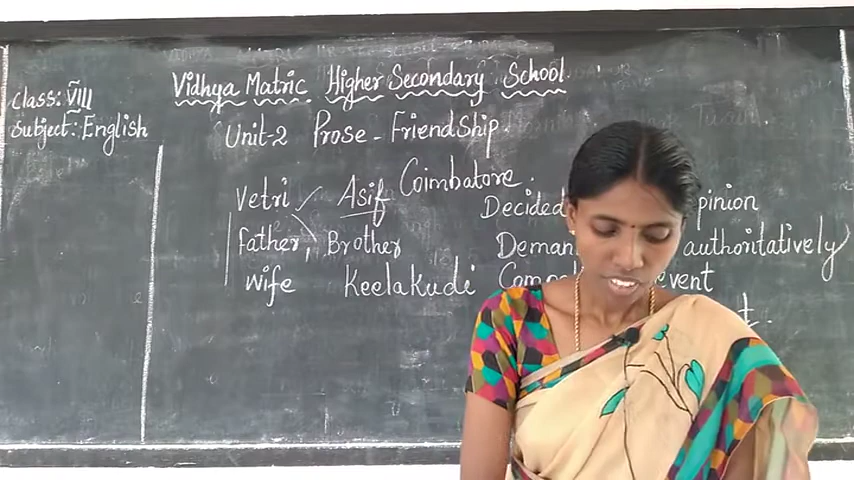 Vidhya Matric Higher Secondary School
Class: VIII
Subject: English
Unit-2 Prose - Friendship
Coimbatore.
Vetri Asif
Decided pinion
Father, Brother
Deman authoritatively
Wife Keelakudi
event
t.